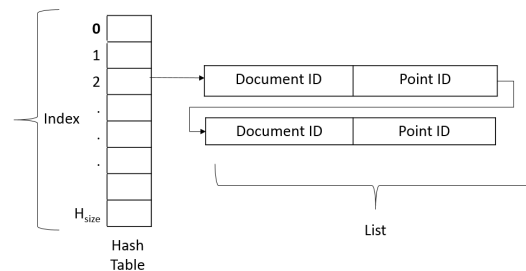 0
1
2
Document ID Point ID
.
Index
.
Document ID Point ID
.
H_size
List
Hash
Table